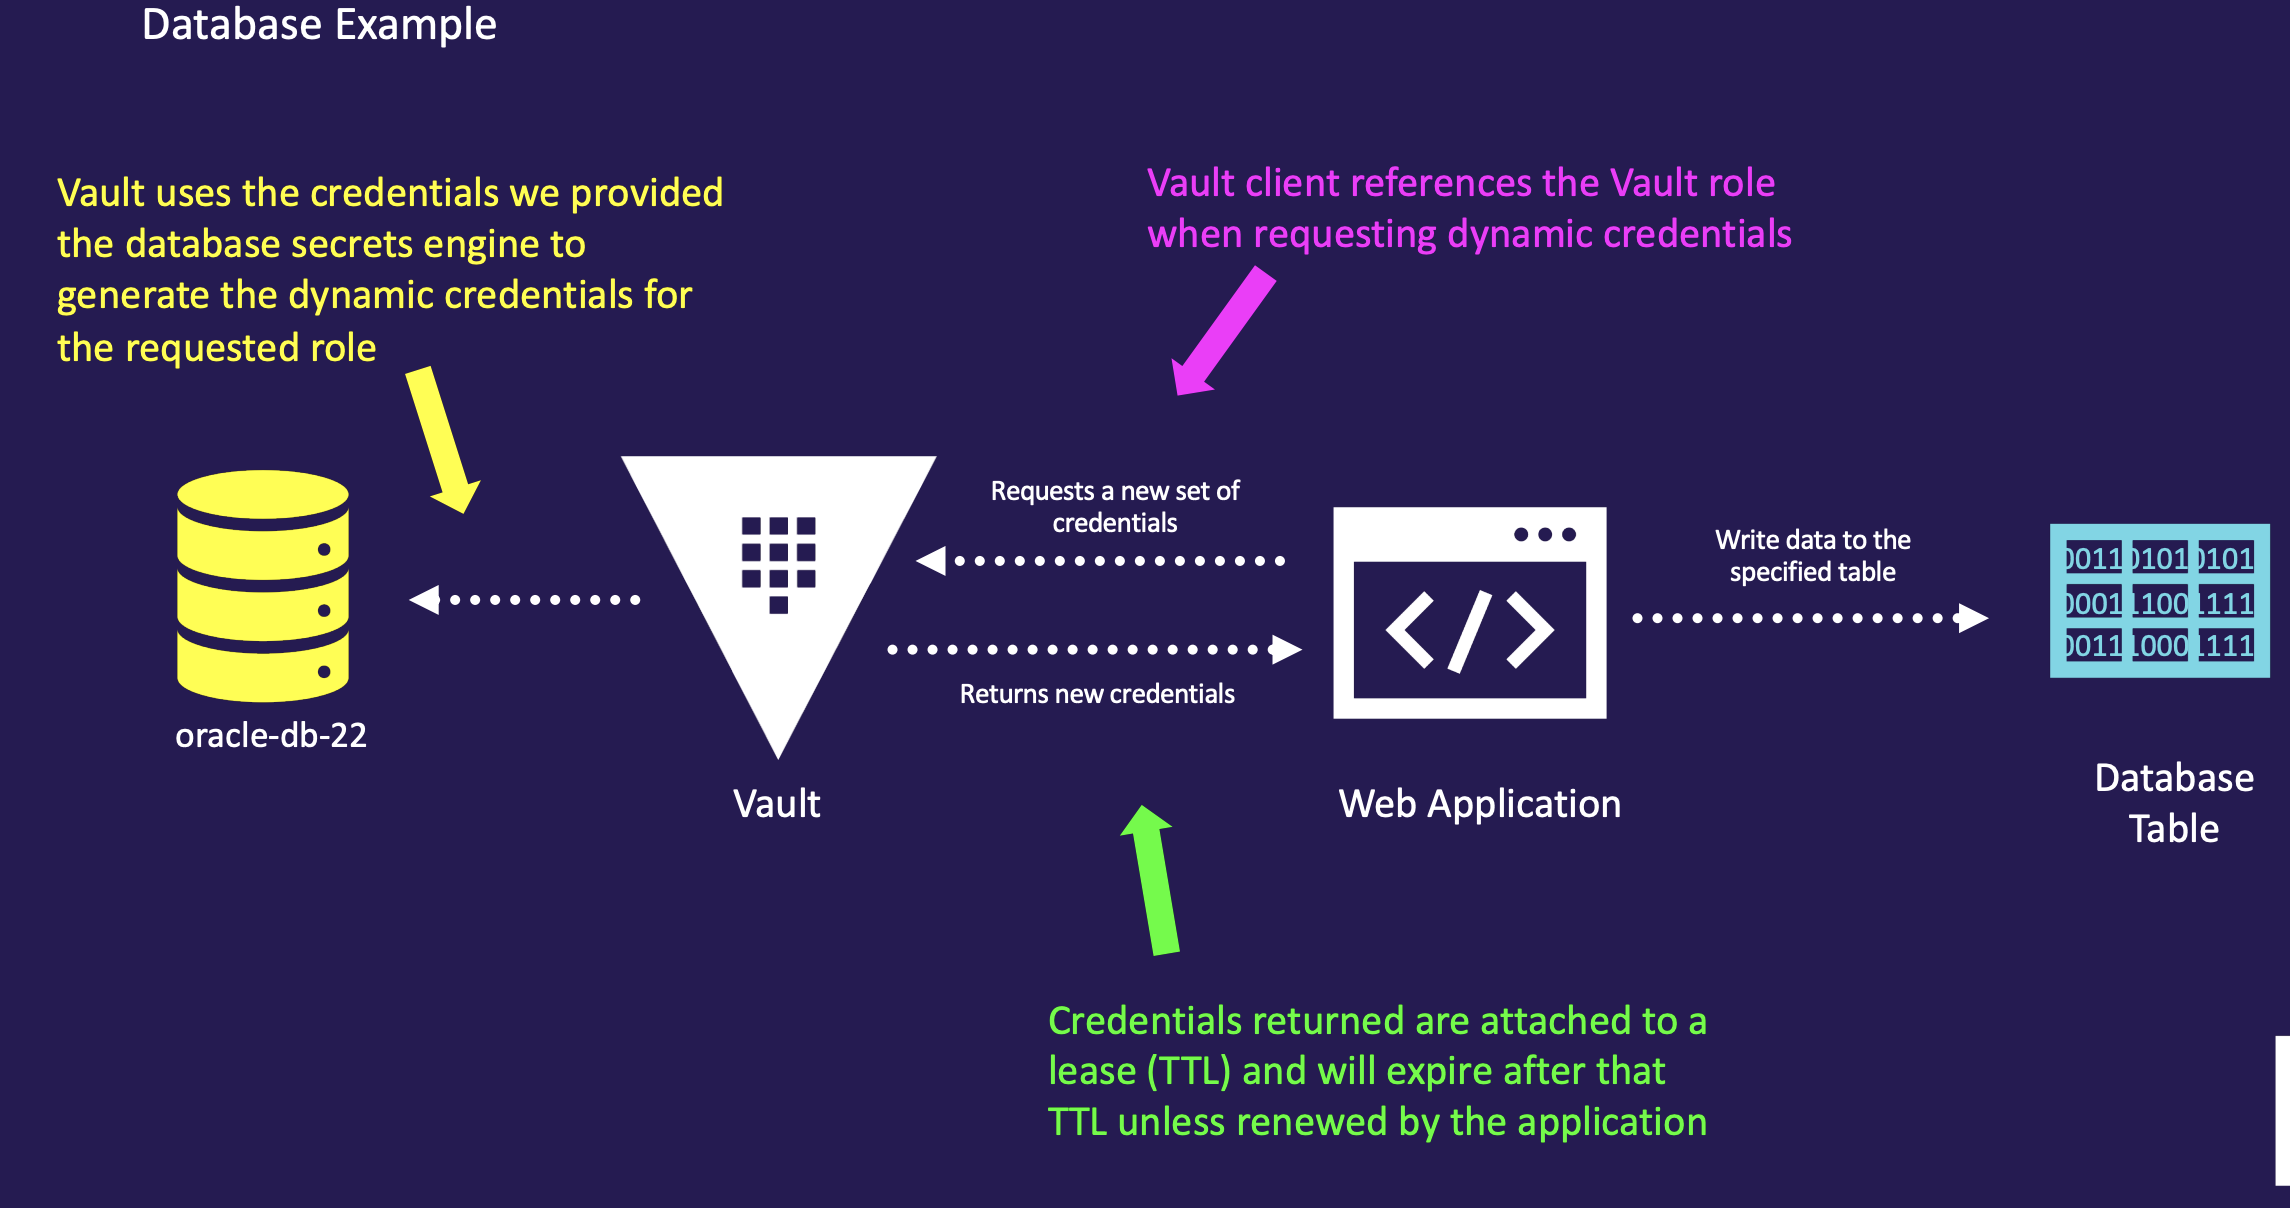 Database Example
Vault uses the credentials we provided
the database secrets engine to
generate the dynamic credentials for
the requested role
Vault client references the Vault role
when requesting dynamic credentials
Requests a new set of
credentials
Returns new credentials
Write data to the
specified table
0011 0101 0101
0001 1100 1111
0011 1000 1111
oracle-db-22
Vault
Web Application
Database
Table
Credentials returned are attached to a
lease (TTL) and will expire after that
TTL unless renewed by the application